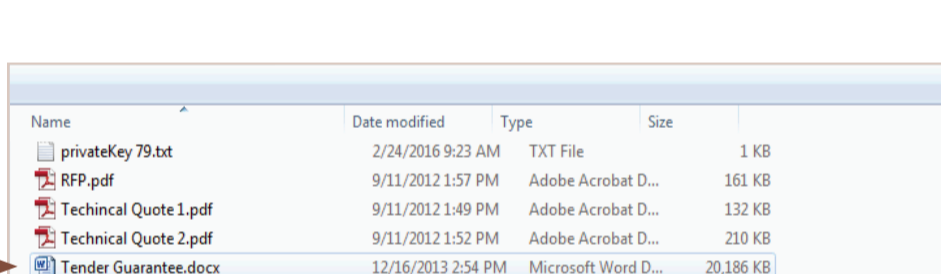 Name Date modified Type Size
privateKey 79.txt 2/24/2016 9:23 AM TXT File 1 KB
RFP.pdf 9/11/2012 1:57 PM Adobe Acrobat D... 161 KB
Techincal Quote 1.pdf 9/11/2012 1:49 PM Adobe Acrobat D... 132 KB
Technical Quote 2.pdf 9/11/2012 1:52 PM Adobe Acrobat D... 210 KB
Tender Guarantee.docx 12/16/2013 2:54 PM Microsoft Word D... 20,186 KB